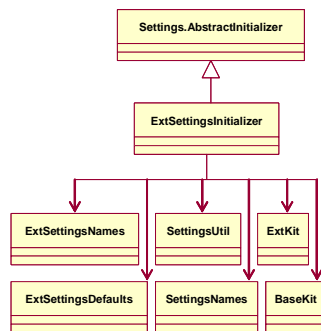 Settings.AbstractInitializer
ExtSettingsInitializer
ExtSettingsNames
SettingsUtil
ExtKit
ExtSettingsDefaults
SettingsNames
BaseKit